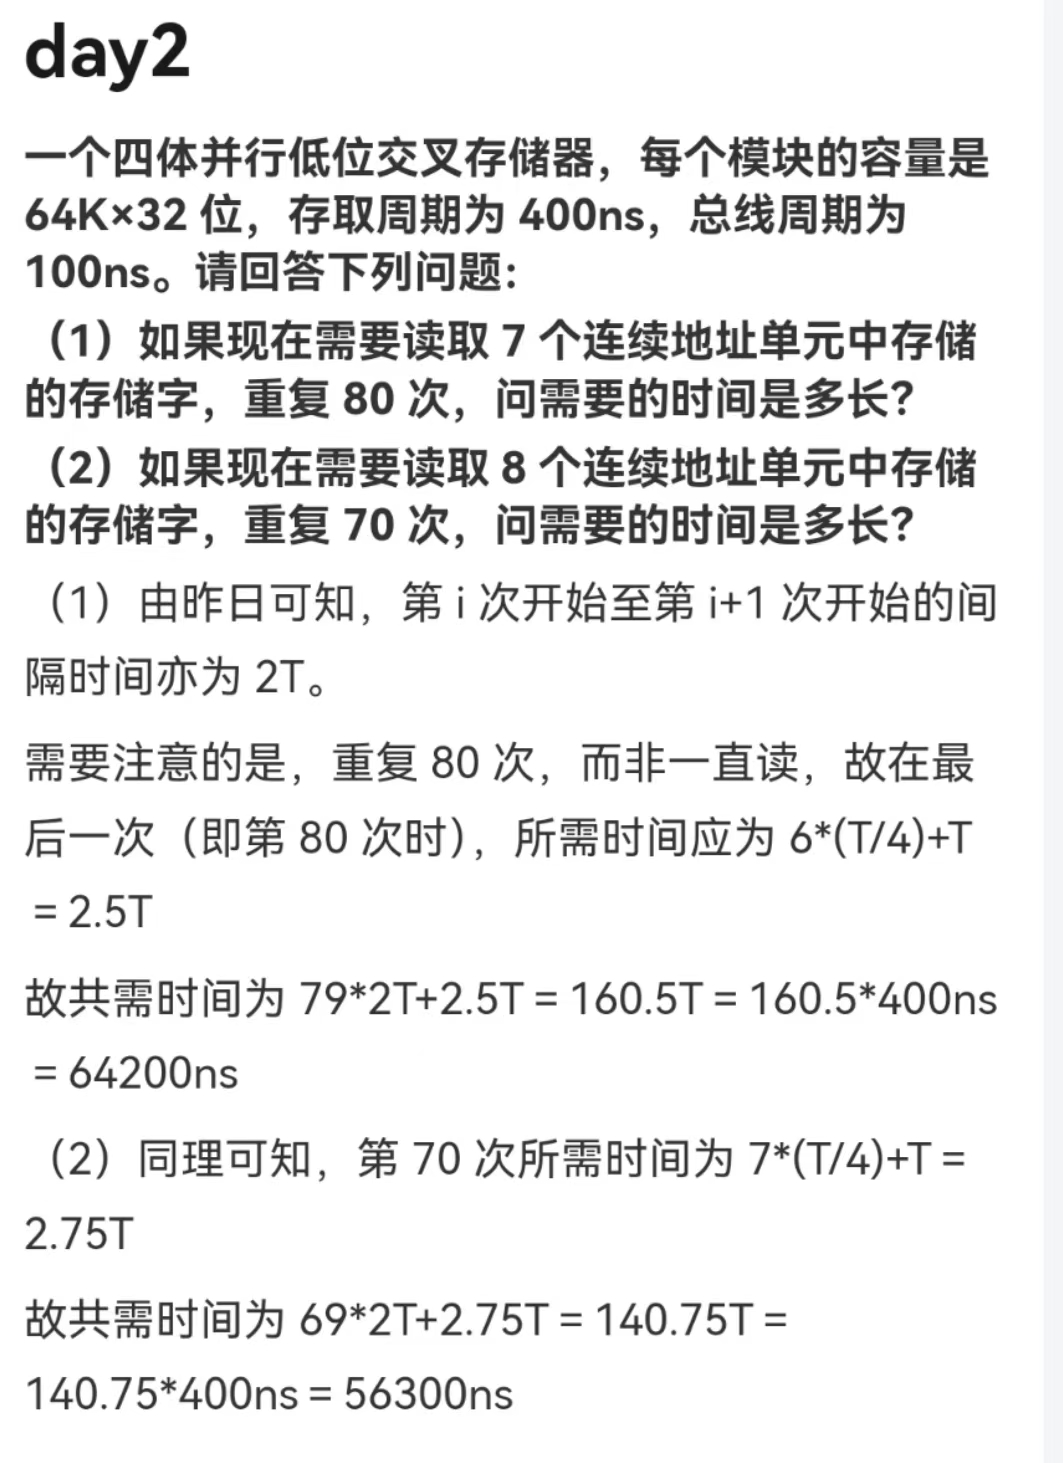 day2
一个四体并行低位交叉存储器，每个模块的容量是
64K×32 位，存取周期为 400ns，总线周期为
100ns。请回答下列问题：
（1）如果现在需要读取 7 个连续地址单元中存储
的存储字，重复 80 次，问需要的时间是多长？
（2）如果现在需要读取 8 个连续地址单元中存储
的存储字，重复 70 次，问需要的时间是多长？
（1）由昨日可知，第 i 次开始至第 i+1 次开始的间
隔时间亦为 2T。
需要注意的是，重复 80 次，而非一直读，故在最
后一次（即第 80 次时），所需时间应为 6*(T/4)+T
= 2.5T
故共需时间为 79*2T+2.5T = 160.5T = 160.5*400ns
= 64200ns
（2）同理可知，第 70 次所需时间为 7*(T/4)+T =
2.75T
故共需时间为 69*2T+2.75T = 140.75T =
140.75*400ns = 56300ns